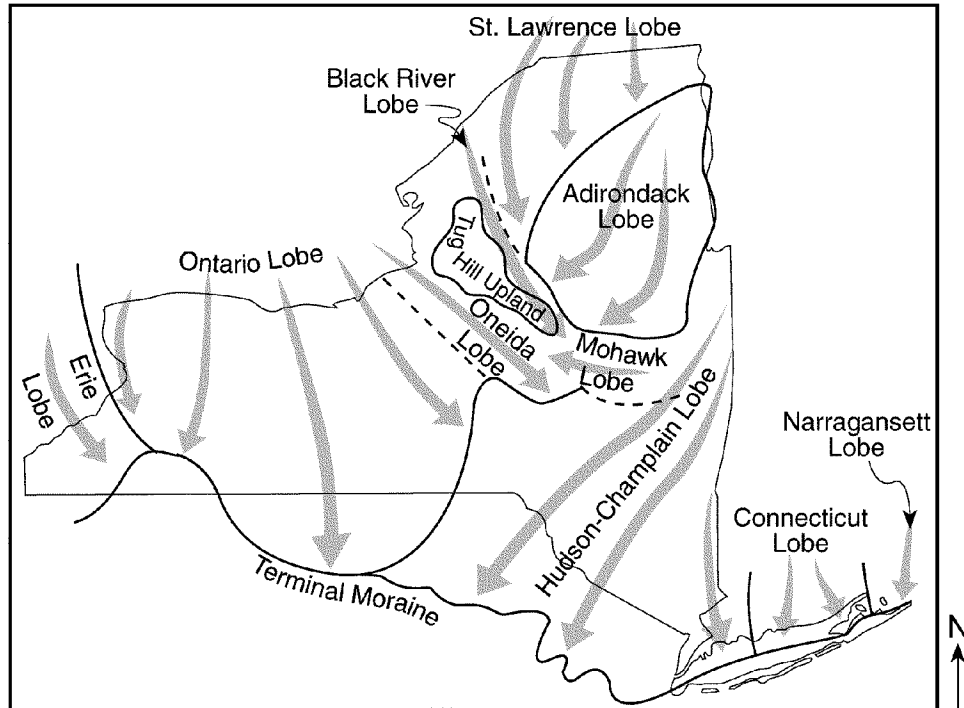 St. Lawrence Lobe
Black River
Lobe
Adirondack
Lobe
Tug
Hill Upland
Ontario Lobe
Oneida
Lobe
Mohawk
Lobe
Erie
Lobe
Hudson-Champlain Lobe
Narragansett
Lobe
Connecticut
Lobe
Terminal Moraine
N